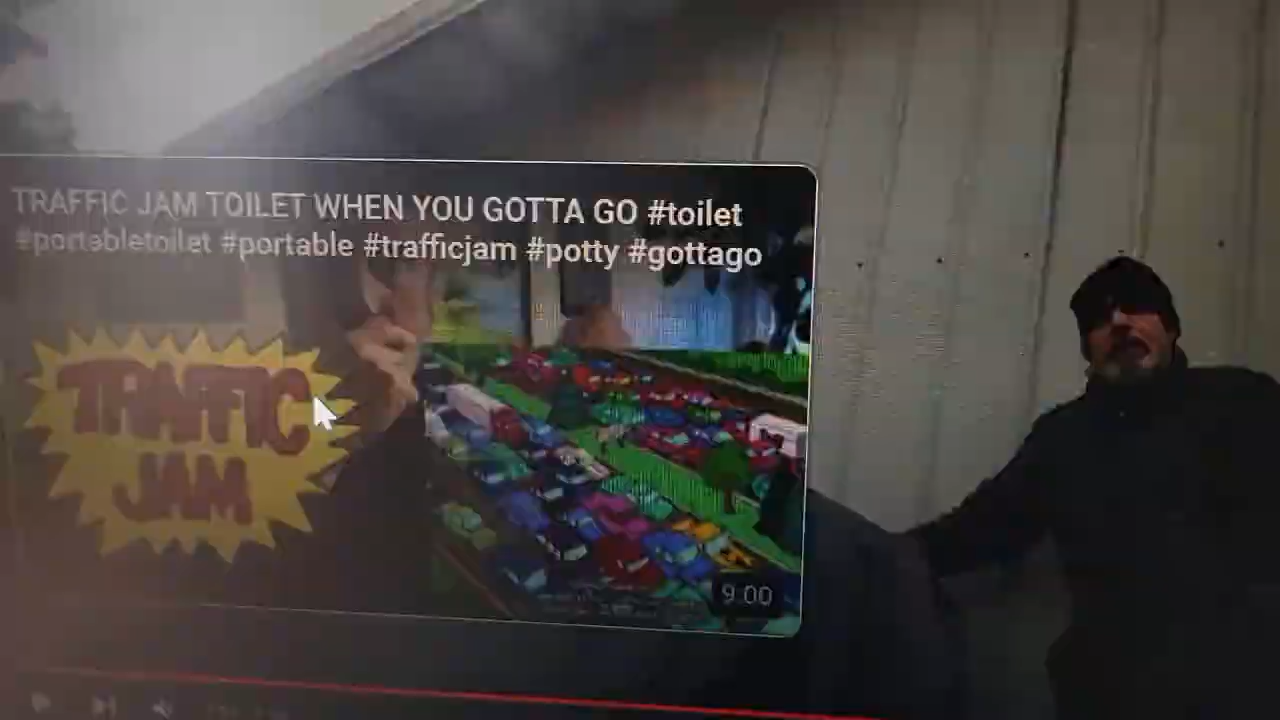 TRAFFIC JAM TOILET WHEN YOU GOTTA GO #toilet
#portabletoilet #portable #trafficjam #potty #gottago
TRAFFIC
JAM
9:00